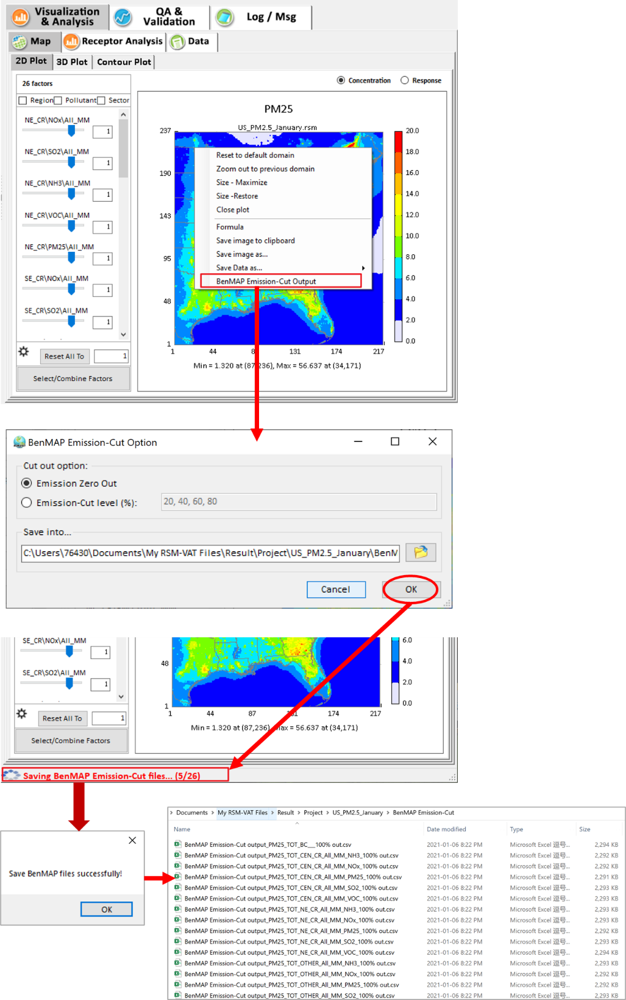 Visualization & Analysis
QA & Validation
Log / Msg
Map
Receptor Analysis
Data
2D Plot
3D Plot
Contour Plot
26 factors
Concentration
Response
Region
Pollutant
Sector
NE_CR\NOx\All_MM
1
NE_CR\SO2\All_MM
1
NE_CR\NH3\All_MM
1
NE_CR\VOC\All_MM
1
NE_CR\PM25\All_MM
1
SE_CR\NOx\All_MM
1
SE_CR\SO2\All_MM
1
Reset All To
1
Select/Combine Factors
PM25
US_PM2.5_January.rsm
237
190
143
95
48
1
1
44
131
174
217
20.0
18.0
16.0
14.0
12.0
10.0
8.0
6.0
4.0
2.0
0.0
Min = 1.320 at (87,236), Max = 56.637 at (34,171)
Reset to default domain
Zoom out to previous domain
Size - Maximize
Size -Restore
Close plot
Formula
Save image to clipboard
Save image as...
Save Data as...
BenMAP Emission-Cut Output
BenMAP Emission-Cut Option
Cut out option:
Emission Zero Out
Emission-Cut level (%):
20, 40, 60, 80
Save into...
C:\Users\76430\Documents\My RSM-VAT Files\Result\Project\US_PM2.5_January\BenM
Cancel
OK
SE_CR\NOx\All_MM
1
SE_CR\SO2\All_MM
1
Reset All To
1
Select/Combine Factors
48
1
1
44
87
174
217
6.0
4.0
2.0
0.0
Min = 1.320 at (87,236), Max = 56.637 at (34,171)
Saving BenMAP Emission-Cut files... (5/26)
Save BenMAP files successfully!
OK
Documents > My RSM-VAT Files > Result > Project > US_PM2.5_January > BenMAP Emission-Cut
Name Date modified Type Size
BenMAP Emission-Cut output_PM25_TOT_BC___100% out.csv 2021-01-06 8:22 PM Microsoft Excel 逗号... 2,294 KB
BenMAP Emission-Cut output_PM25_TOT_CEN_CR_All_MM_NH3_100% out.csv 2021-01-06 8:22 PM Microsoft Excel 逗号... 2,292 KB
BenMAP Emission-Cut output_PM25_TOT_CEN_CR_All_MM_NOx_100% out.csv 2021-01-06 8:22 PM Microsoft Excel 逗号... 2,292 KB
BenMAP Emission-Cut output_PM25_TOT_CEN_CR_All_MM_PM25_100% out.csv 2021-01-06 8:22 PM Microsoft Excel 逗号... 2,291 KB
BenMAP Emission-Cut output_PM25_TOT_CEN_CR_All_MM_SO2_100% out.csv 2021-01-06 8:22 PM Microsoft Excel 逗号... 2,293 KB
BenMAP Emission-Cut output_PM25_TOT_CEN_CR_All_MM_VOC_100% out.csv 2021-01-06 8:22 PM Microsoft Excel 逗号... 2,293 KB
BenMAP Emission-Cut output_PM25_TOT_NE_CR_All_MM_NH3_100% out.csv 2021-01-06 8:22 PM Microsoft Excel 逗号... 2,293 KB
BenMAP Emission-Cut output_PM25_TOT_NE_CR_All_MM_NOx_100% out.csv 2021-01-06 8:22 PM Microsoft Excel 逗号... 2,293 KB
BenMAP Emission-Cut output_PM25_TOT_NE_CR_All_MM_PM25_100% out.csv 2021-01-06 8:22 PM Microsoft Excel 逗号... 2,292 KB
BenMAP Emission-Cut output_PM25_TOT_NE_CR_All_MM_SO2_100% out.csv 2021-01-06 8:22 PM Microsoft Excel 逗号... 2,293 KB
BenMAP Emission-Cut output_PM25_TOT_NE_CR_All_MM_VOC_100% out.csv 2021-01-06 8:22 PM Microsoft Excel 逗号... 2,294 KB
BenMAP Emission-Cut output_PM25_TOT_OTHER_All_MM_NH3_100% out.csv 2021-01-06 8:22 PM Microsoft Excel 逗号... 2,293 KB
BenMAP Emission-Cut output_PM25_TOT_OTHER_All_MM_NOx_100% out.csv 2021-01-06 8:22 PM Microsoft Excel 逗号... 2,292 KB
BenMAP Emission-Cut output_PM25_TOT_OTHER_All_MM_PM25_100% out.csv 2021-01-06 8:22 PM Microsoft Excel 逗号... 2,292 KB
BenMAP Emission-Cut output_PM25_TOT_OTHER_All_MM_SO2_100% out.csv 2021-01-06 8:22 PM Microsoft Excel 逗号... 2,293 KB